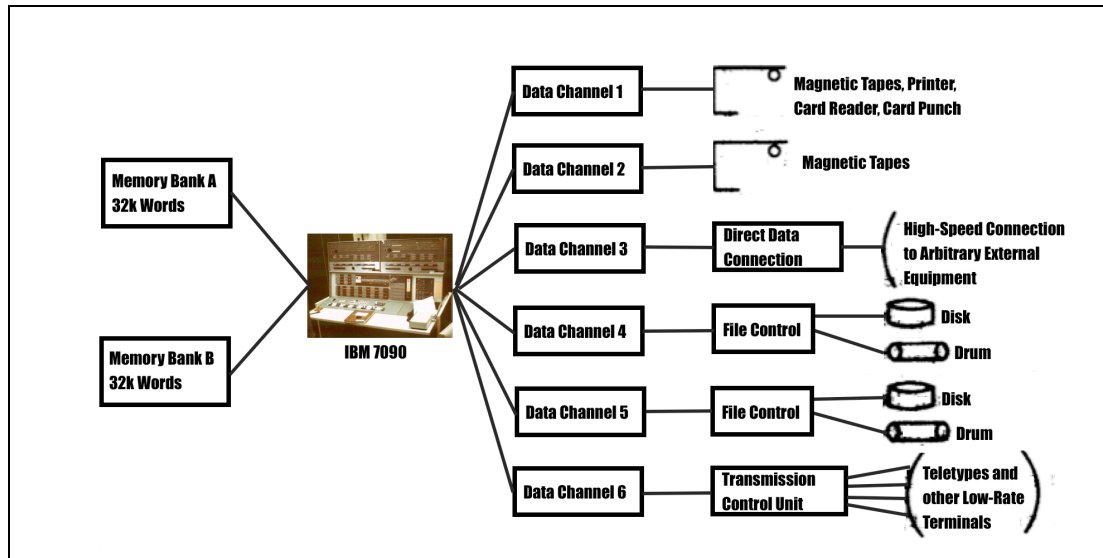 Memory Bank A
32k Words
Memory Bank B
32k Words
IBM 7090
Data Channel 1
Magnetic Tapes, Printer,
Card Reader, Card Punch
Data Channel 2
Magnetic Tapes
Data Channel 3
Direct Data
Connection
High-Speed Connection
to Arbitrary External
Equipment
Data Channel 4
File Control
Disk
Drum
Data Channel 5
File Control
Disk
Drum
Data Channel 6
Transmission
Control Unit
Teletypes and
other Low-Rate
Terminals